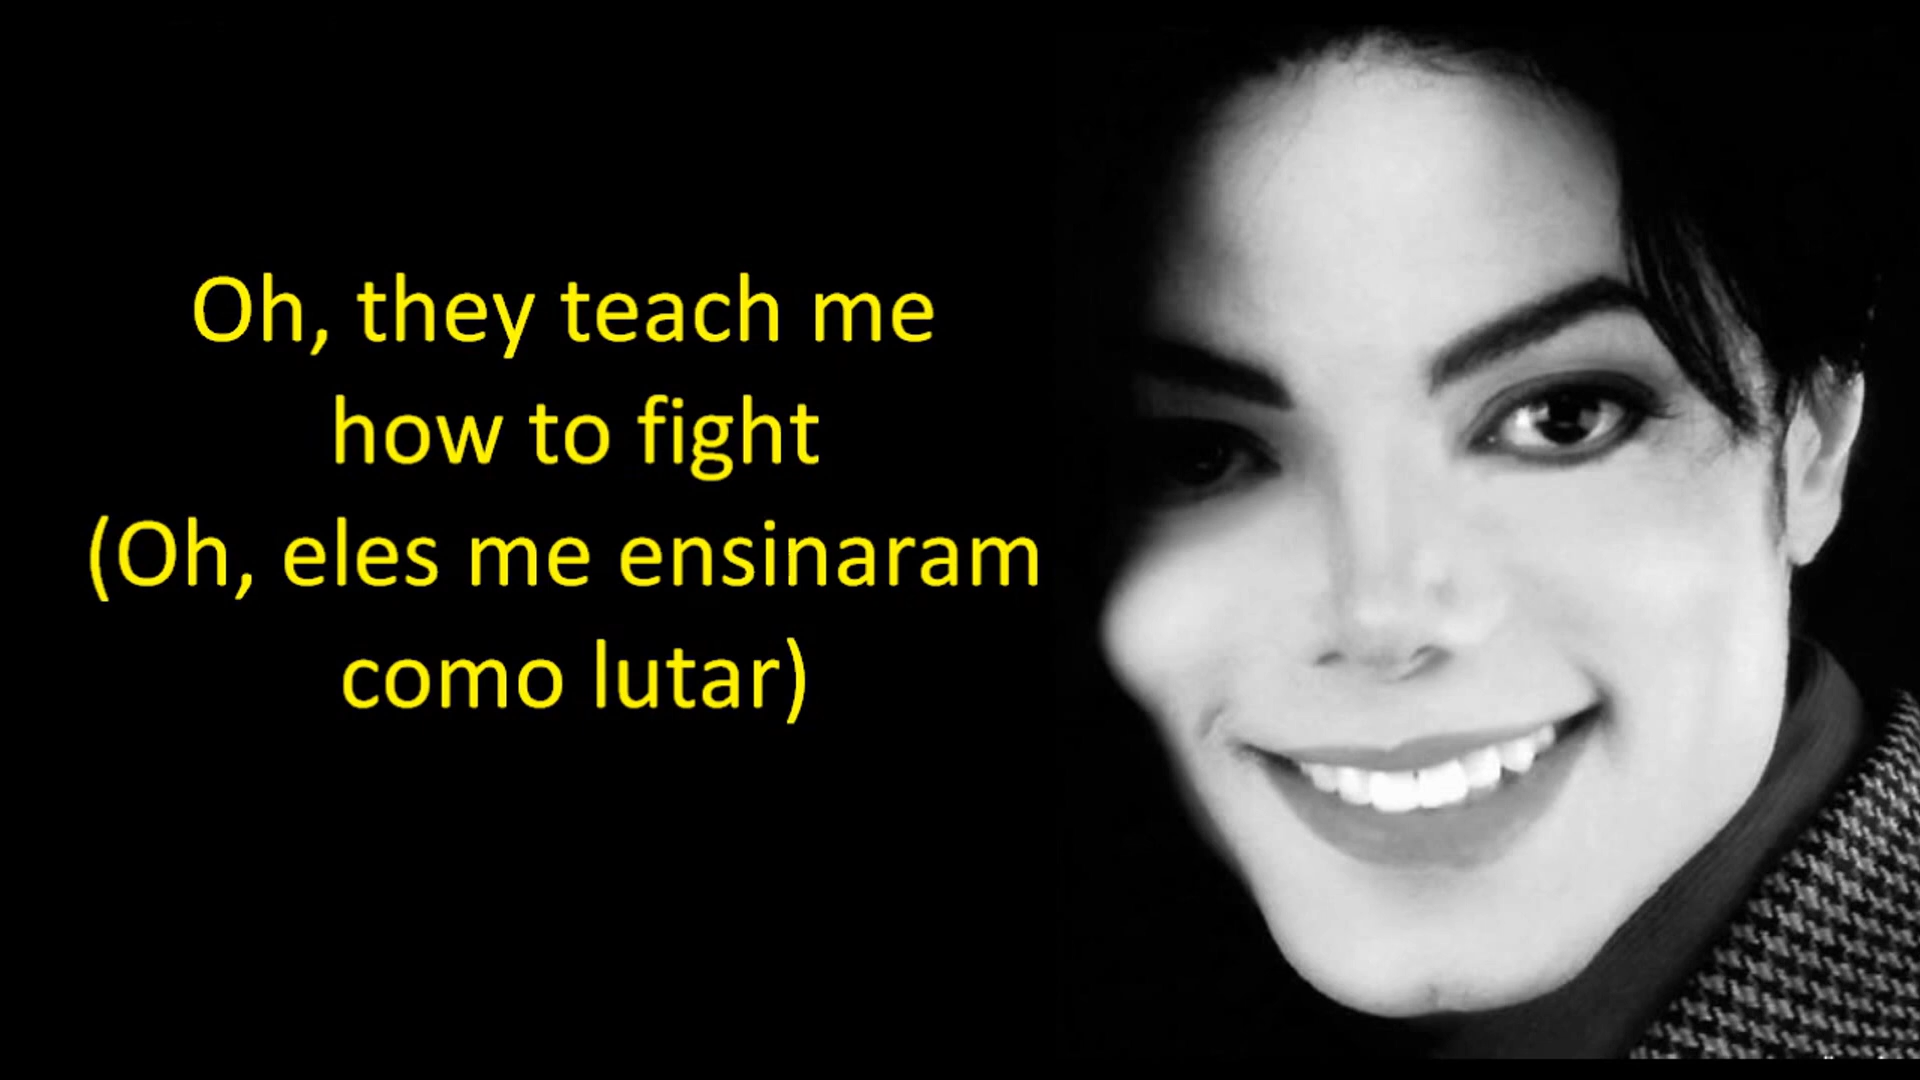 Oh, they teach me
how to fight
(Oh, eles me ensinaram
como lutar)